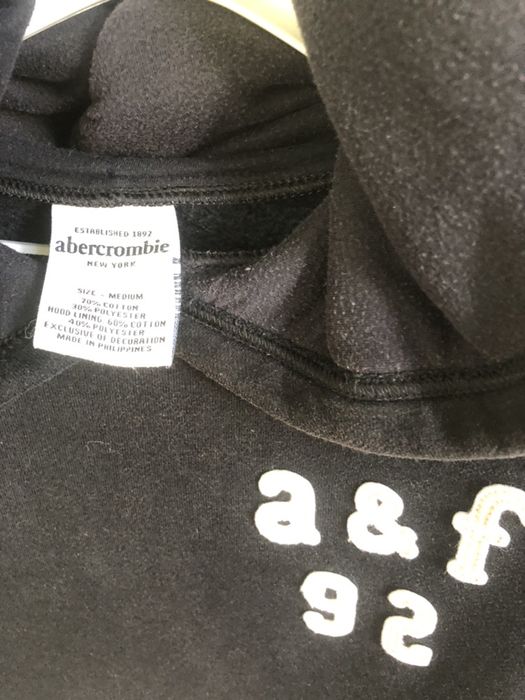 ESTABLISHED 1892
abercrombie
NEW YORK
SIZE - MEDIUM
70% COTTON
30% POLYESTER
HOOD LINING 60% COTTON
40% POLYESTER
EXCLUSIVE OF DECORATION
MADE IN PHILIPPINES
a&f
92